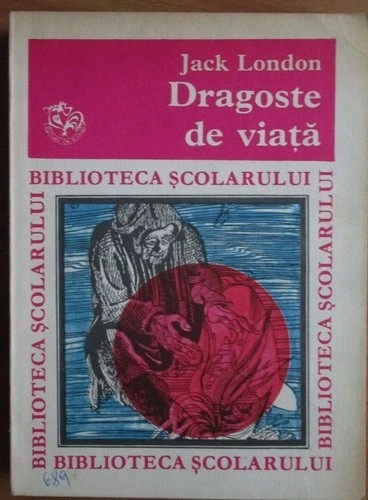 Jack London
Dragoste
de viață
BIBLIOTECA ȘCOLARULUI
BIBLIOTECA ȘCOLARULUI
BIBLIOTECA ȘCOLARULUI
BIBLIOTECA ȘCOLARULUI
689